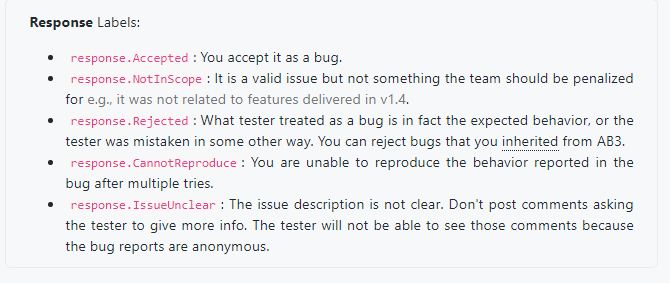 Response Labels:
response.Accepted : You accept it as a bug.
response.NotInScope : It is a valid issue but not something the team should be penalized
for e.g., it was not related to features delivered in v1.4.
response.Rejected : What tester treated as a bug is in fact the expected behavior, or the
tester was mistaken in some other way. You can reject bugs that you inherited from AB3.
response.CannotReproduce : You are unable to reproduce the behavior reported in the
bug after multiple tries.
response.IssueUnclear : The issue description is not clear. Don't post comments asking
the tester to give more info. The tester will not be able to see those comments because
the bug reports are anonymous.